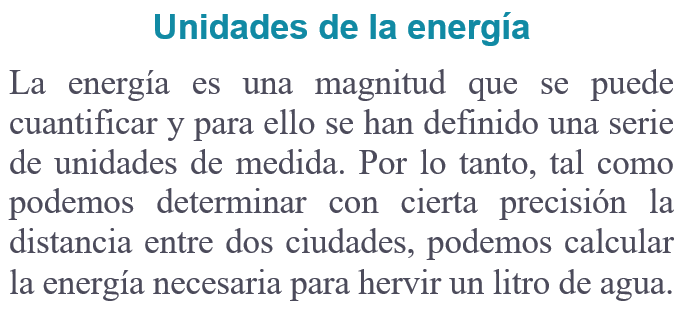 Unidades de la energía
La energía es una magnitud que se puede
cuantificar y para ello se han definido una serie
de unidades de medida. Por lo tanto, tal como
podemos determinar con cierta precisión la
distancia entre dos ciudades, podemos calcular
la energía necesaria para hervir un litro de agua.